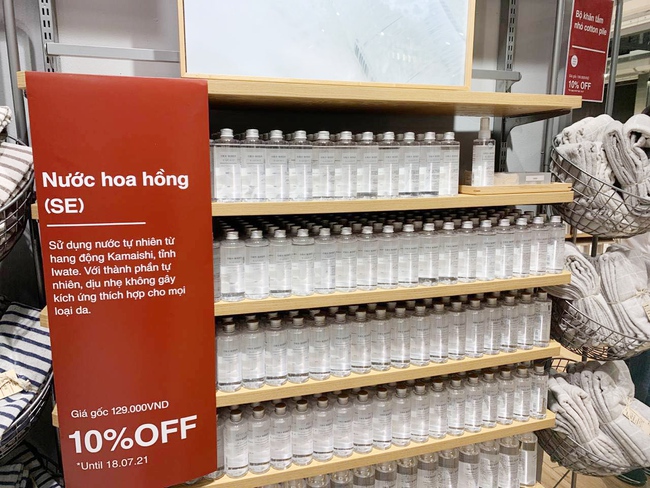 Nước hoa hồng
(SE)
Sử dụng nước tự nhiên từ
hang động Kamaishi, tỉnh
Iwate. Với thành phần tự
nhiên, dịu nhẹ không gây
kích ứng thích hợp cho mọi
loại da.
Giá gốc 129.000VND
10%OFF
*Until 18.07.21
Bộ khăn tắm
nhỏ cotton pile
10% OFF